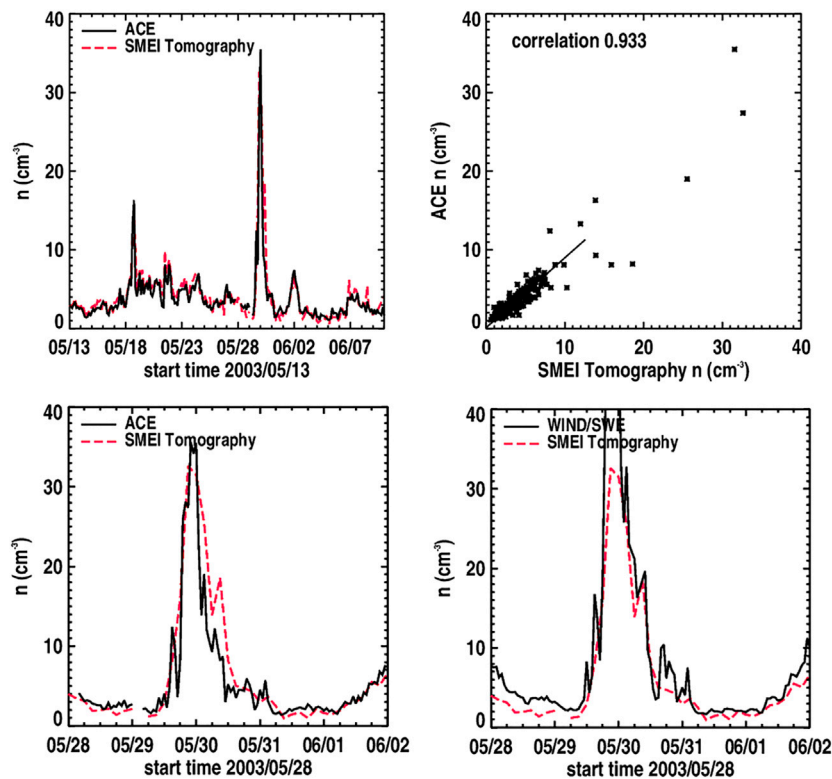 ACE
SMEI Tomography
n (cm⁻³)
40
30
20
10
0
05/13 05/18 05/23 05/28 06/02 06/07
start time 2003/05/13
correlation 0.933
ACE n (cm⁻³)
40
30
20
10
0
0 10 20 30 40
SMEI Tomography n (cm⁻³)
ACE
SMEI Tomography
n (cm⁻³)
40
30
20
10
0
05/28 05/29 05/30 05/31 06/01 06/02
start time 2003/05/28
WIND/SWE
SMEI Tomography
n (cm⁻³)
40
30
20
10
0
05/28 05/29 05/30 05/31 06/01 06/02
start time 2003/05/28